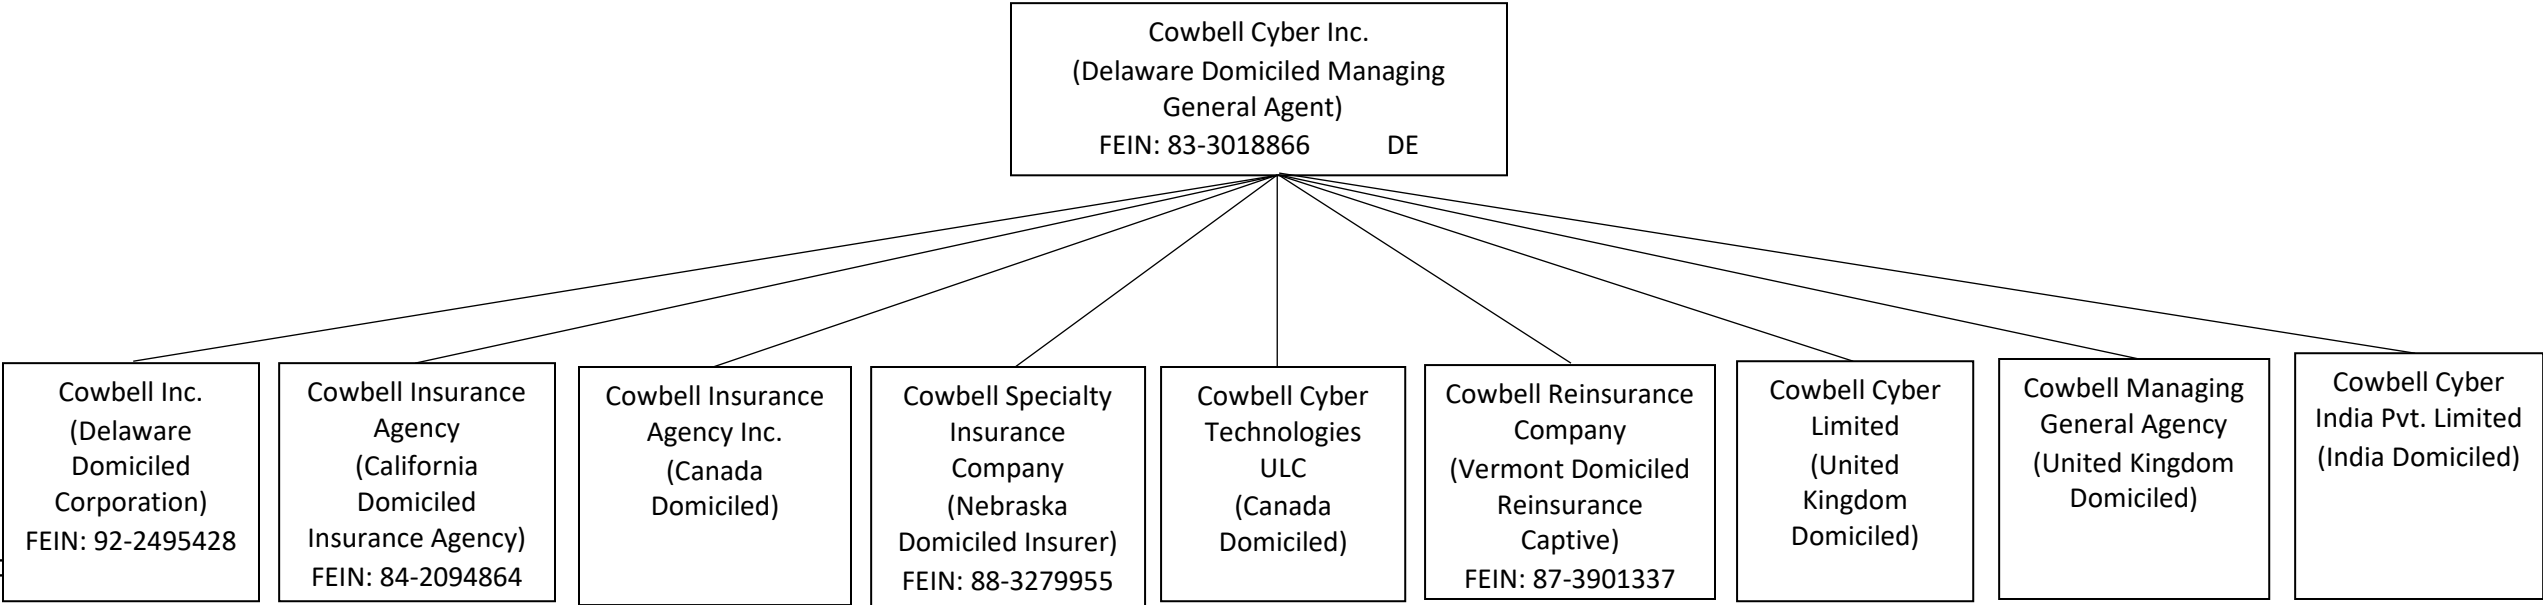 Cowbell Cyber Inc.
(Delaware Domiciled Managing
General Agent)
FEIN: 83-3018866 DE
Cowbell Inc.
(Delaware
Domiciled
Corporation)
FEIN: 92-2495428
Cowbell Insurance
Agency
(California
Domiciled
Insurance Agency)
FEIN: 84-2094864
Cowbell Insurance
Agency Inc.
(Canada
Domiciled)
Cowbell Specialty
Insurance
Company
(Nebraska
Domiciled Insurer)
FEIN: 88-3279955
Cowbell Cyber
Technologies
ULC
(Canada
Domiciled)
Cowbell Reinsurance
Company
(Vermont Domiciled
Reinsurance
Captive)
FEIN: 87-3901337
Cowbell Cyber
Limited
(United
Kingdom
Domiciled)
Cowbell Managing
General Agency
(United Kingdom
Domiciled)
Cowbell Cyber
India Pvt. Limited
(India Domiciled)